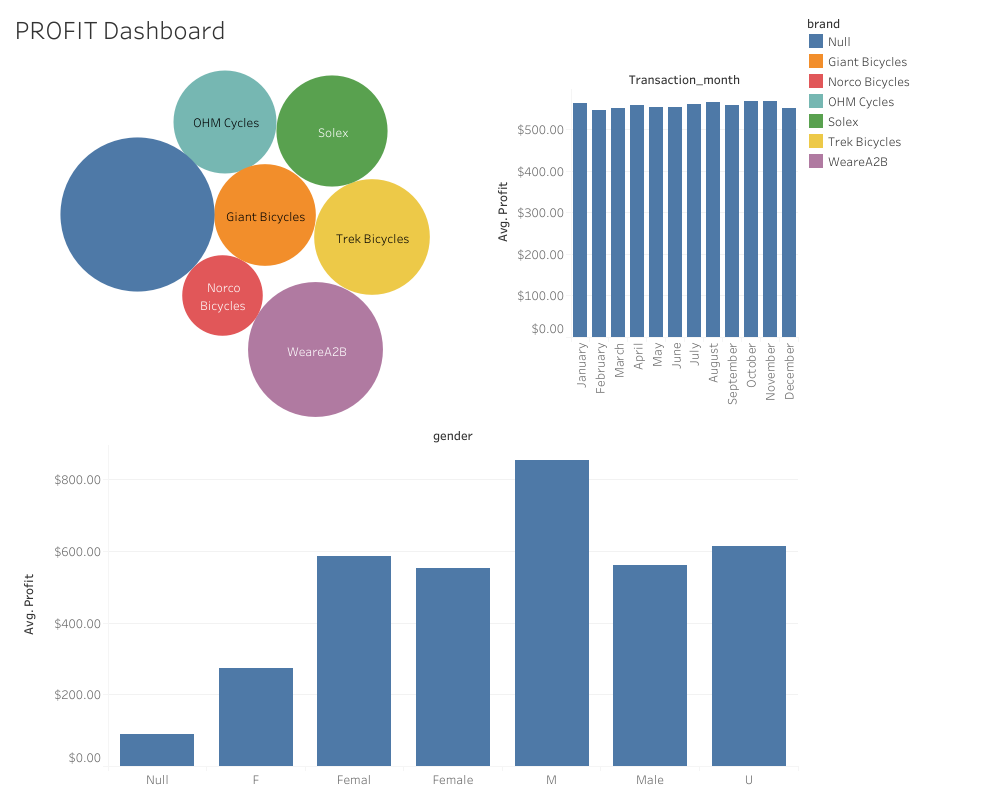 PROFIT Dashboard
OHM Cycles
Solex
Giant Bicycles
Trek Bicycles
Norco
Bicycles
WeareA2B
Transaction_month
Avg. Profit
$500.00
$400.00
$300.00
$200.00
$100.00
$0.00
January
February
March
April
May
June
July
August
September
October
November
December
brand
Null
Giant Bicycles
Norco Bicycles
OHM Cycles
Solex
Trek Bicycles
WeareA2B
gender
Avg. Profit
$800.00
$600.00
$400.00
$200.00
$0.00
Null
F
Femal
Female
M
Male
U